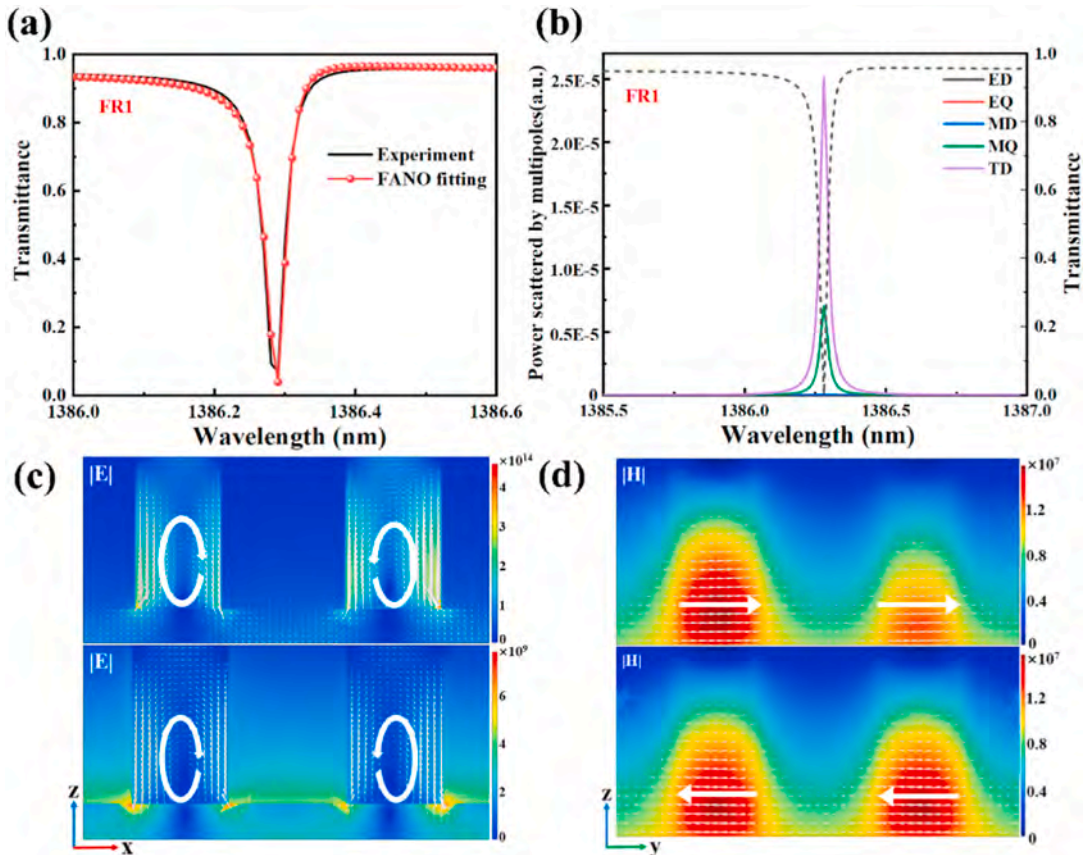 (a)
1.0
0.8
0.6
0.4
0.2
0.0
Transmittance
FR1
Experiment
FANO fitting
1386.0
1386.2
1386.4
1386.6
Wavelength (nm)
(b)
2.5E-5
2.0E-5
1.5E-5
1.0E-5
0.5E-5
0
Power scattered by multipoles(a.u.)
FR1
ED
EQ
MD
MQ
TD
1.0
0.8
0.6
0.4
0.2
0.0
Transmittance
1385.5
1386.0
1386.5
1387.0
Wavelength (nm)
(c)
|E|
×10¹⁴
4
3
2
1
0
|E|
×10⁹
6
4
2
0
z
x
(d)
|H|
×10⁷
1.2
0.8
0.4
0
|H|
×10⁷
1.2
0.8
0.4
0
z
y